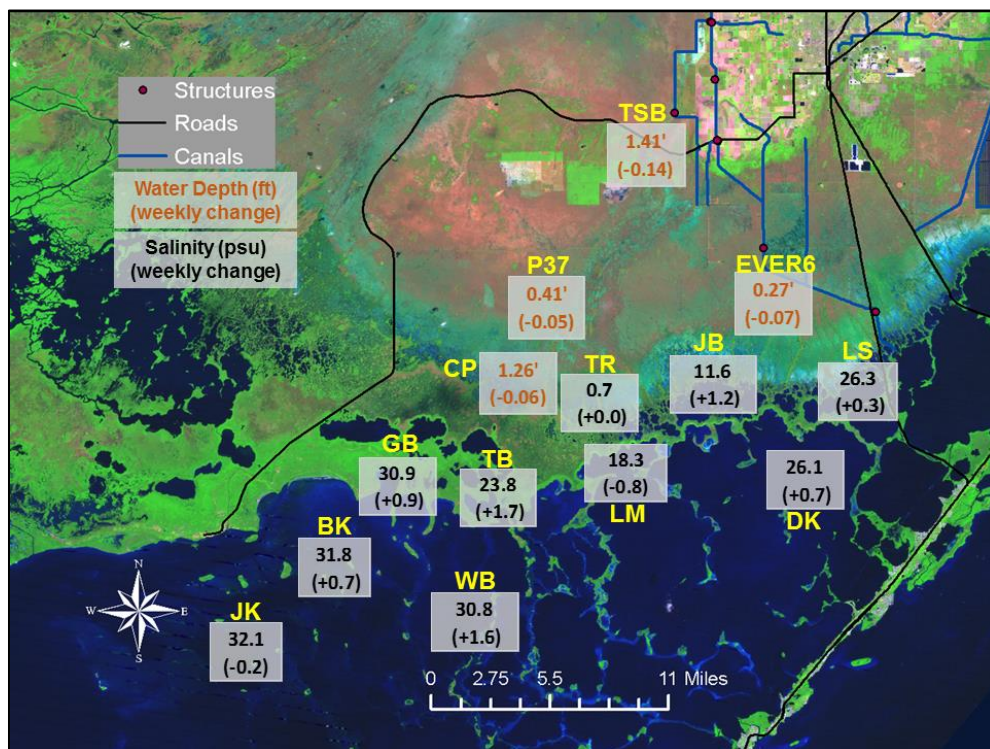 Structures
Roads
Canals
Water Depth (ft)
(weekly change)
Salinity (psu)
(weekly change)
TSB
1.41'
(-0.14)
P37
0.41'
(-0.05)
EVER6
0.27'
(-0.07)
CP
1.26'
(-0.06)
TR
0.7
(+0.0)
JB
11.6
(+1.2)
LS
26.3
(+0.3)
GB
30.9
(+0.9)
TB
23.8
(+1.7)
18.3
(-0.8)
LM
26.1
(+0.7)
DK
BK
31.8
(+0.7)
WB
30.8
(+1.6)
JK
32.1
(-0.2)
N
W
E
S
0 2.75 5.5 11 Miles